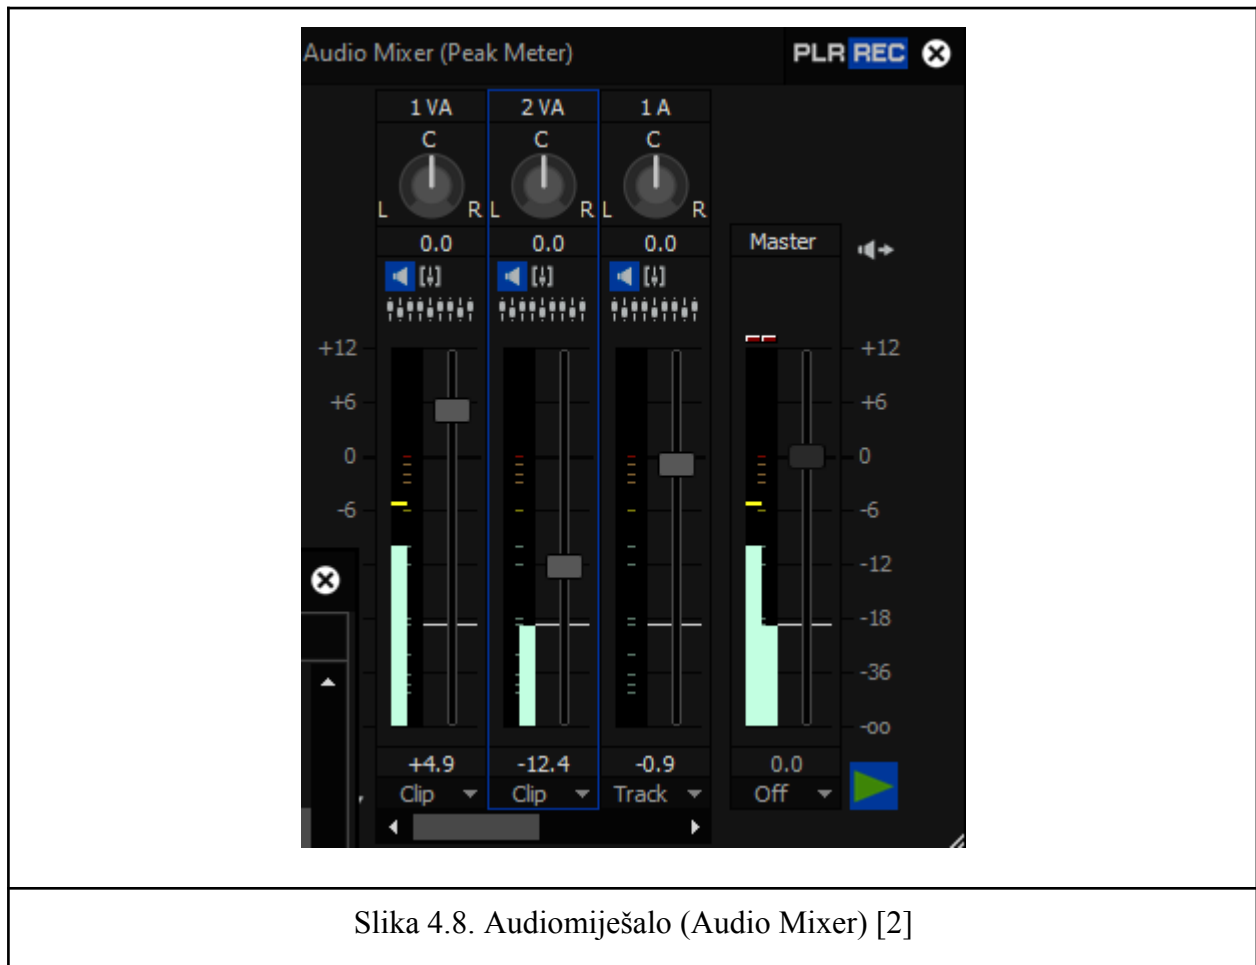 Audio Mixer (Peak Meter) PLR REC
1 VA 2 VA 1 A
C C C
L R L R L R
0.0 0.0 0.0 Master
+12 +12
+6 +6
0 0
-6 -6
-12
-18
-36
-oo
+4.9 -12.4 -0.9 0.0
Clip Clip Track Off
Slika 4.8. Audiomiješalo (Audio Mixer) [2]